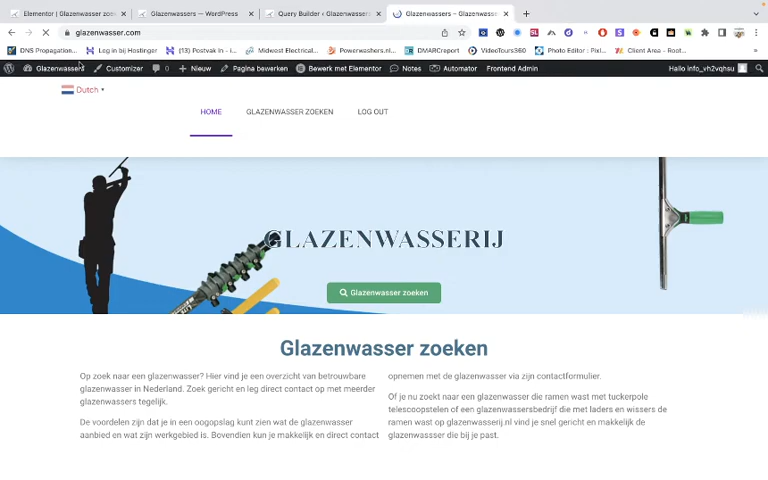 Elementor | Glazenwasser zoe
Glazenwassers — WordPress
Query Builder ‹ Glazenwassers
Glazenwassers – Glazenwasse
glazenwasser.com
DNS Propagation...
Log in bij Hostinger
(13) Postvak In - i...
Midwest Electrical...
Powerwashers.nl...
DMARCreport
VideoTours360
Photo Editor : Pixl...
Client Area - Root...
Glazenwassers
Customizer
0
Nieuw
Pagina bewerken
Bewerk met Elementor
Notes
Automator
Frontend Admin
Hallo info_vh2vqhsu
Dutch
HOME
GLAZENWASSER ZOEKEN
LOG OUT
GLAZENWASSERIJ
Glazenwasser zoeken
Glazenwasser zoeken
Op zoek naar een glazenwasser? Hier vind je een overzicht van betrouwbare
glazenwasser in Nederland. Zoek gericht en leg direct contact op met meerder
glazenwassers tegelijk.
De voordelen zijn dat je in een oogopslag kunt zien wat de glazenwasser
aanbied en wat zijn werkgebied is. Bovendien kun je makkelijk en direct contact
opnemen met de glazenwasser via zijn contactformulier.
Of je nu zoekt naar een glazenwasser die ramen wast met tuckerpole
telescoopstelen of een glazenwassersbedrijf die met laders en wissers de
ramen wast op glazenwasserij.nl vind je snel gericht en makkelijk de
glazenwassser die bij je past.